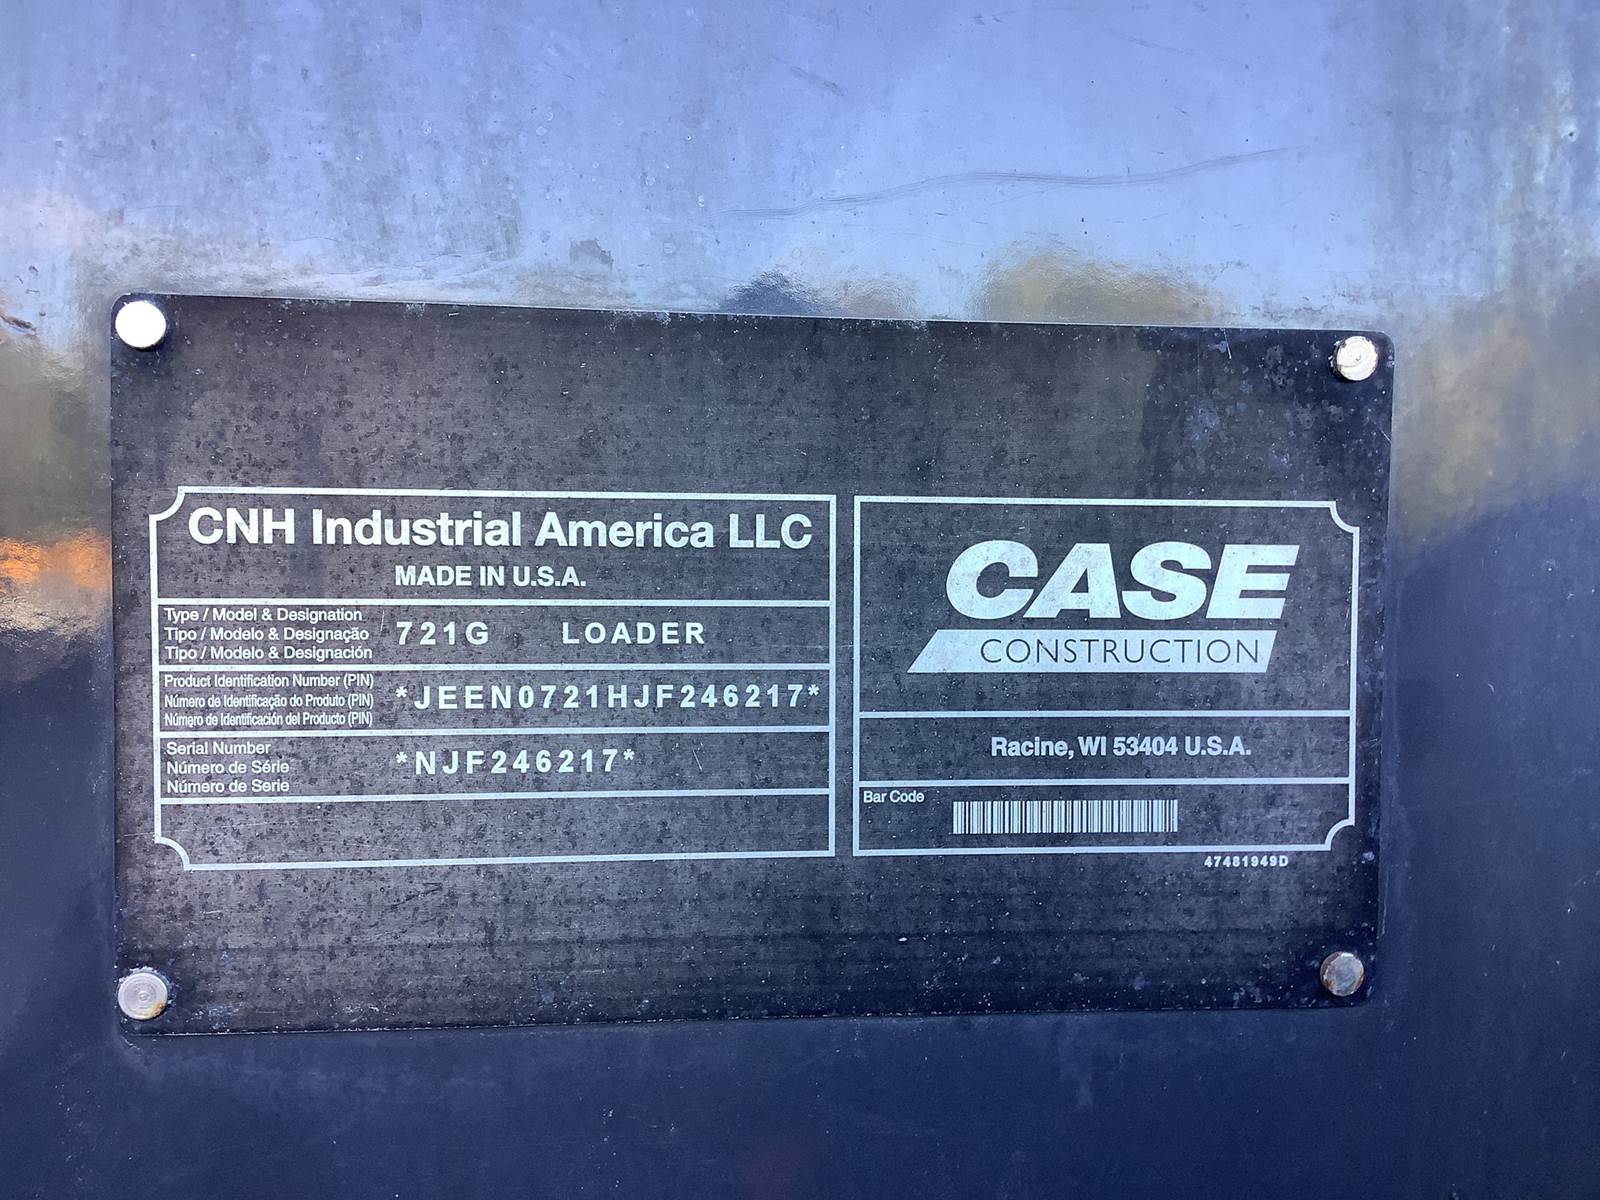 CNH Industrial America LLC
MADE IN U.S.A.
Type / Model & Designation
Tipo / Modelo & Designação
Tipo / Modelo & Designación
721G LOADER
Product Identification Number (PIN)
Número de Identificação do Produto (PIN)
Número de Identificación del Producto (PIN)
*JEEN0721HJF246217*
Serial Number
Número de Série
Número de Serie
*NJF246217*
CASE
CONSTRUCTION
Racine, WI 53404 U.S.A.
Bar Code
47481949D